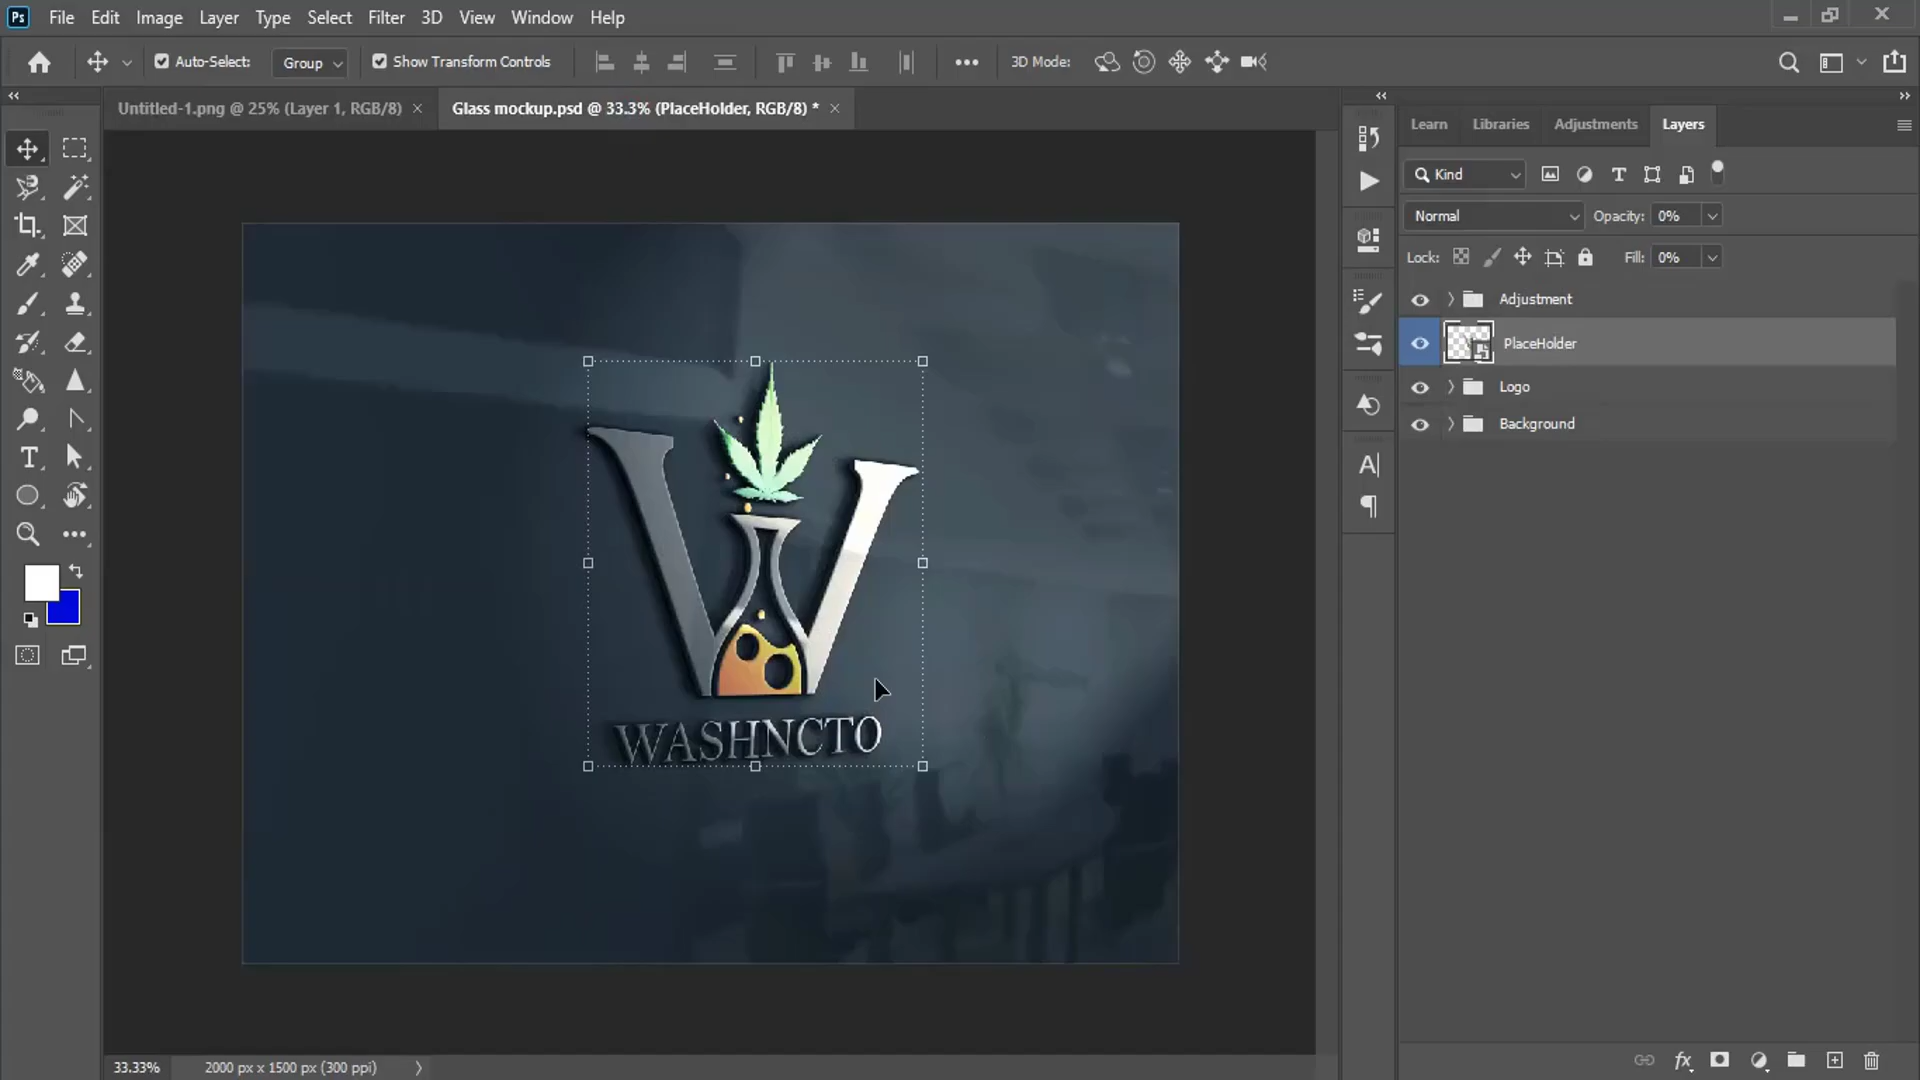 Ps File Edit Image Layer Type Select Filter 3D View Window Help
Auto-Select: Group Show Transform Controls 3D Mode:
Untitled-1.png @ 25% (Layer 1, RGB/8) × Glass mockup.psd @ 33.3% (PlaceHolder, RGB/8) * ×
Learn Libraries Adjustments Layers
Kind
Normal Opacity: 0%
Lock: Fill: 0%
Adjustment
PlaceHolder
Logo
Background
W
WASHNCTO
33.33% 2000 px x 1500 px (300 ppi)